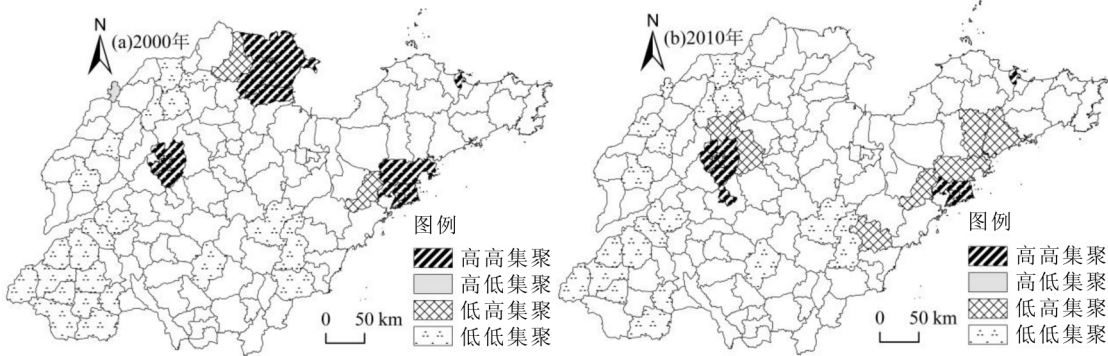 N
(a)2000年
图例
高高集聚
高低集聚
低高集聚
低低集聚
0 50 km
N
(b)2010年
图例
高高集聚
高低集聚
低高集聚
低低集聚
0 50 km